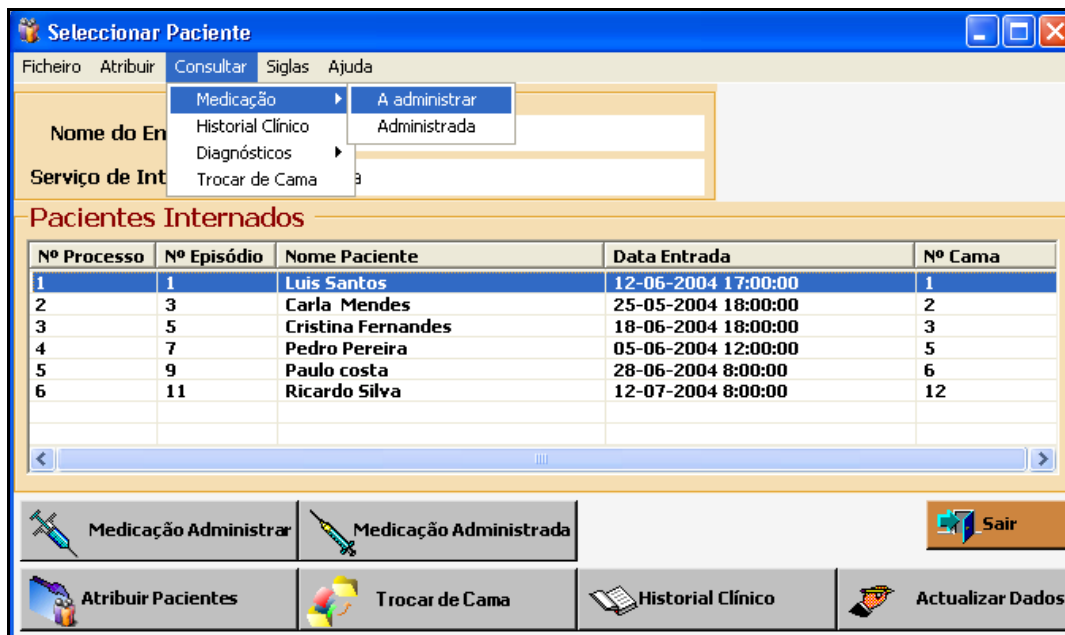 Seleccionar Paciente
Ficheiro Atribuir Consultar Siglas Ajuda
Medicação A administrar
Historial Clínico Administrada
Diagnósticos
Trocar de Cama
Nome do En
Serviço de Int a
Pacientes Internados
Nº Processo Nº Episódio Nome Paciente Data Entrada Nº Cama
1 1 Luis Santos 12-06-2004 17:00:00 1
2 3 Carla Mendes 25-05-2004 18:00:00 2
3 5 Cristina Fernandes 18-06-2004 18:00:00 3
4 7 Pedro Pereira 05-06-2004 12:00:00 5
5 9 Paulo costa 28-06-2004 8:00:00 6
6 11 Ricardo Silva 12-07-2004 8:00:00 12
Medicação Administrar Medicação Administrada Sair
Atribuir Pacientes Trocar de Cama Historial Clínico Actualizar Dados